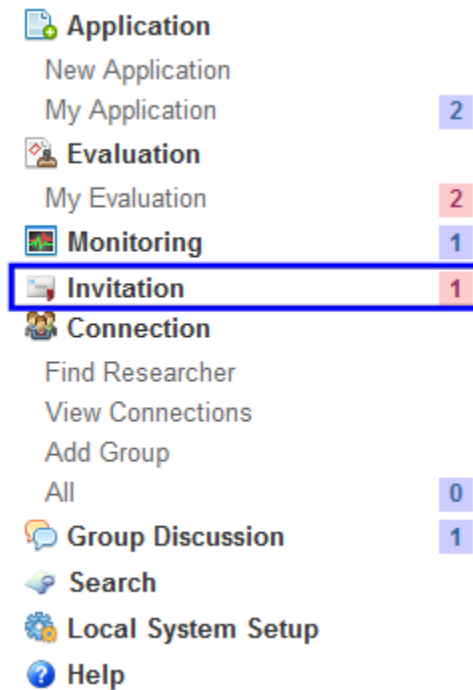 Application
New Application
My Application 2
Evaluation
My Evaluation 2
Monitoring 1
Invitation 1
Connection
Find Researcher
View Connections
Add Group
All 0
Group Discussion 1
Search
Local System Setup
? Help